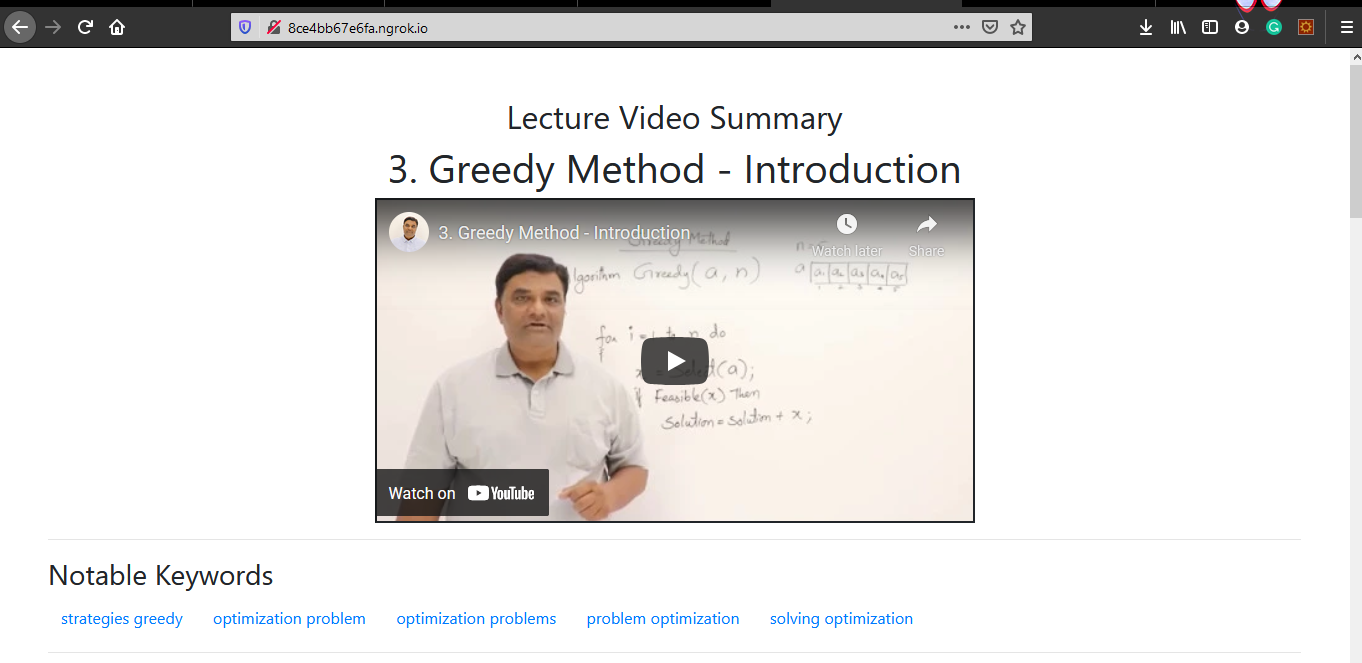 8ce4bb67e6fa.ngrok.io
Lecture Video Summary
3. Greedy Method - Introduction
3. Greedy Method - Introduction
Watch later
Share
Greedy Method
lgorithm Greedy(a, n)
a a₁ a₂ a₃ a₄ a₅
1 2 3 4 5
for i = 1 to n do
x = Select(a);
if Feasible(x) Then
Solution = Solution + x ;
Watch on YouTube
Notable Keywords
strategies greedy optimization problem optimization problems problem optimization solving optimization